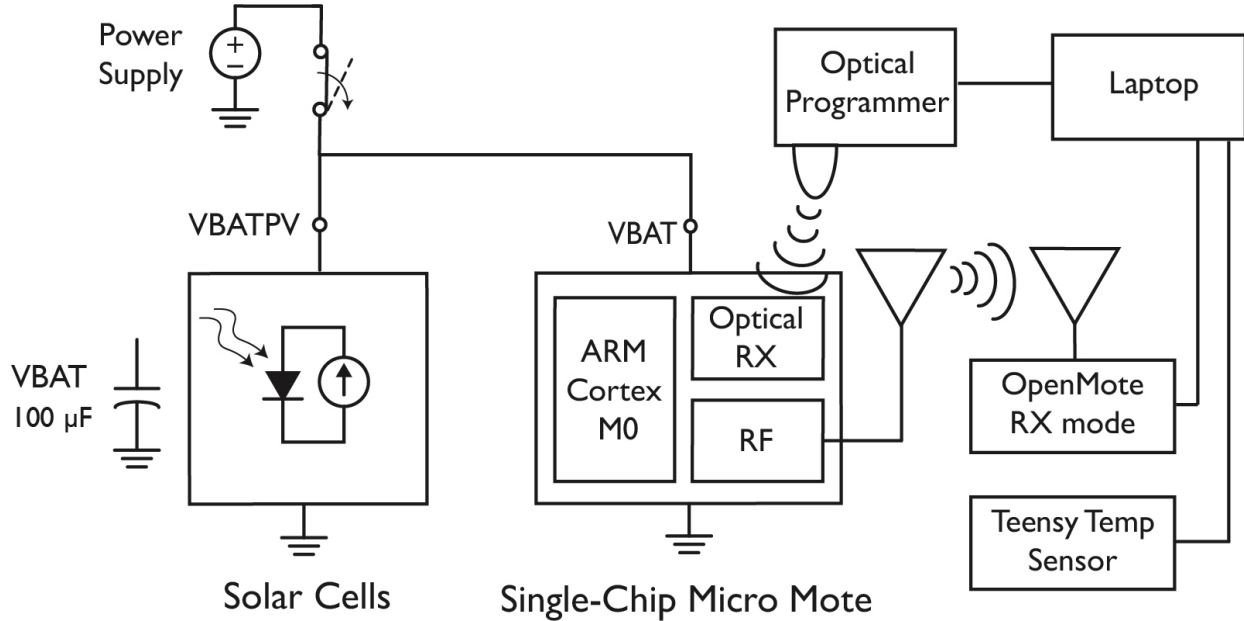 Power
Supply
+
−
Optical
Programmer
Laptop
VBATPV
VBAT
VBAT
100 µF
ARM
Cortex
M0
Optical
RX
RF
OpenMote
RX mode
Teensy Temp
Sensor
Solar Cells
Single-Chip Micro Mote